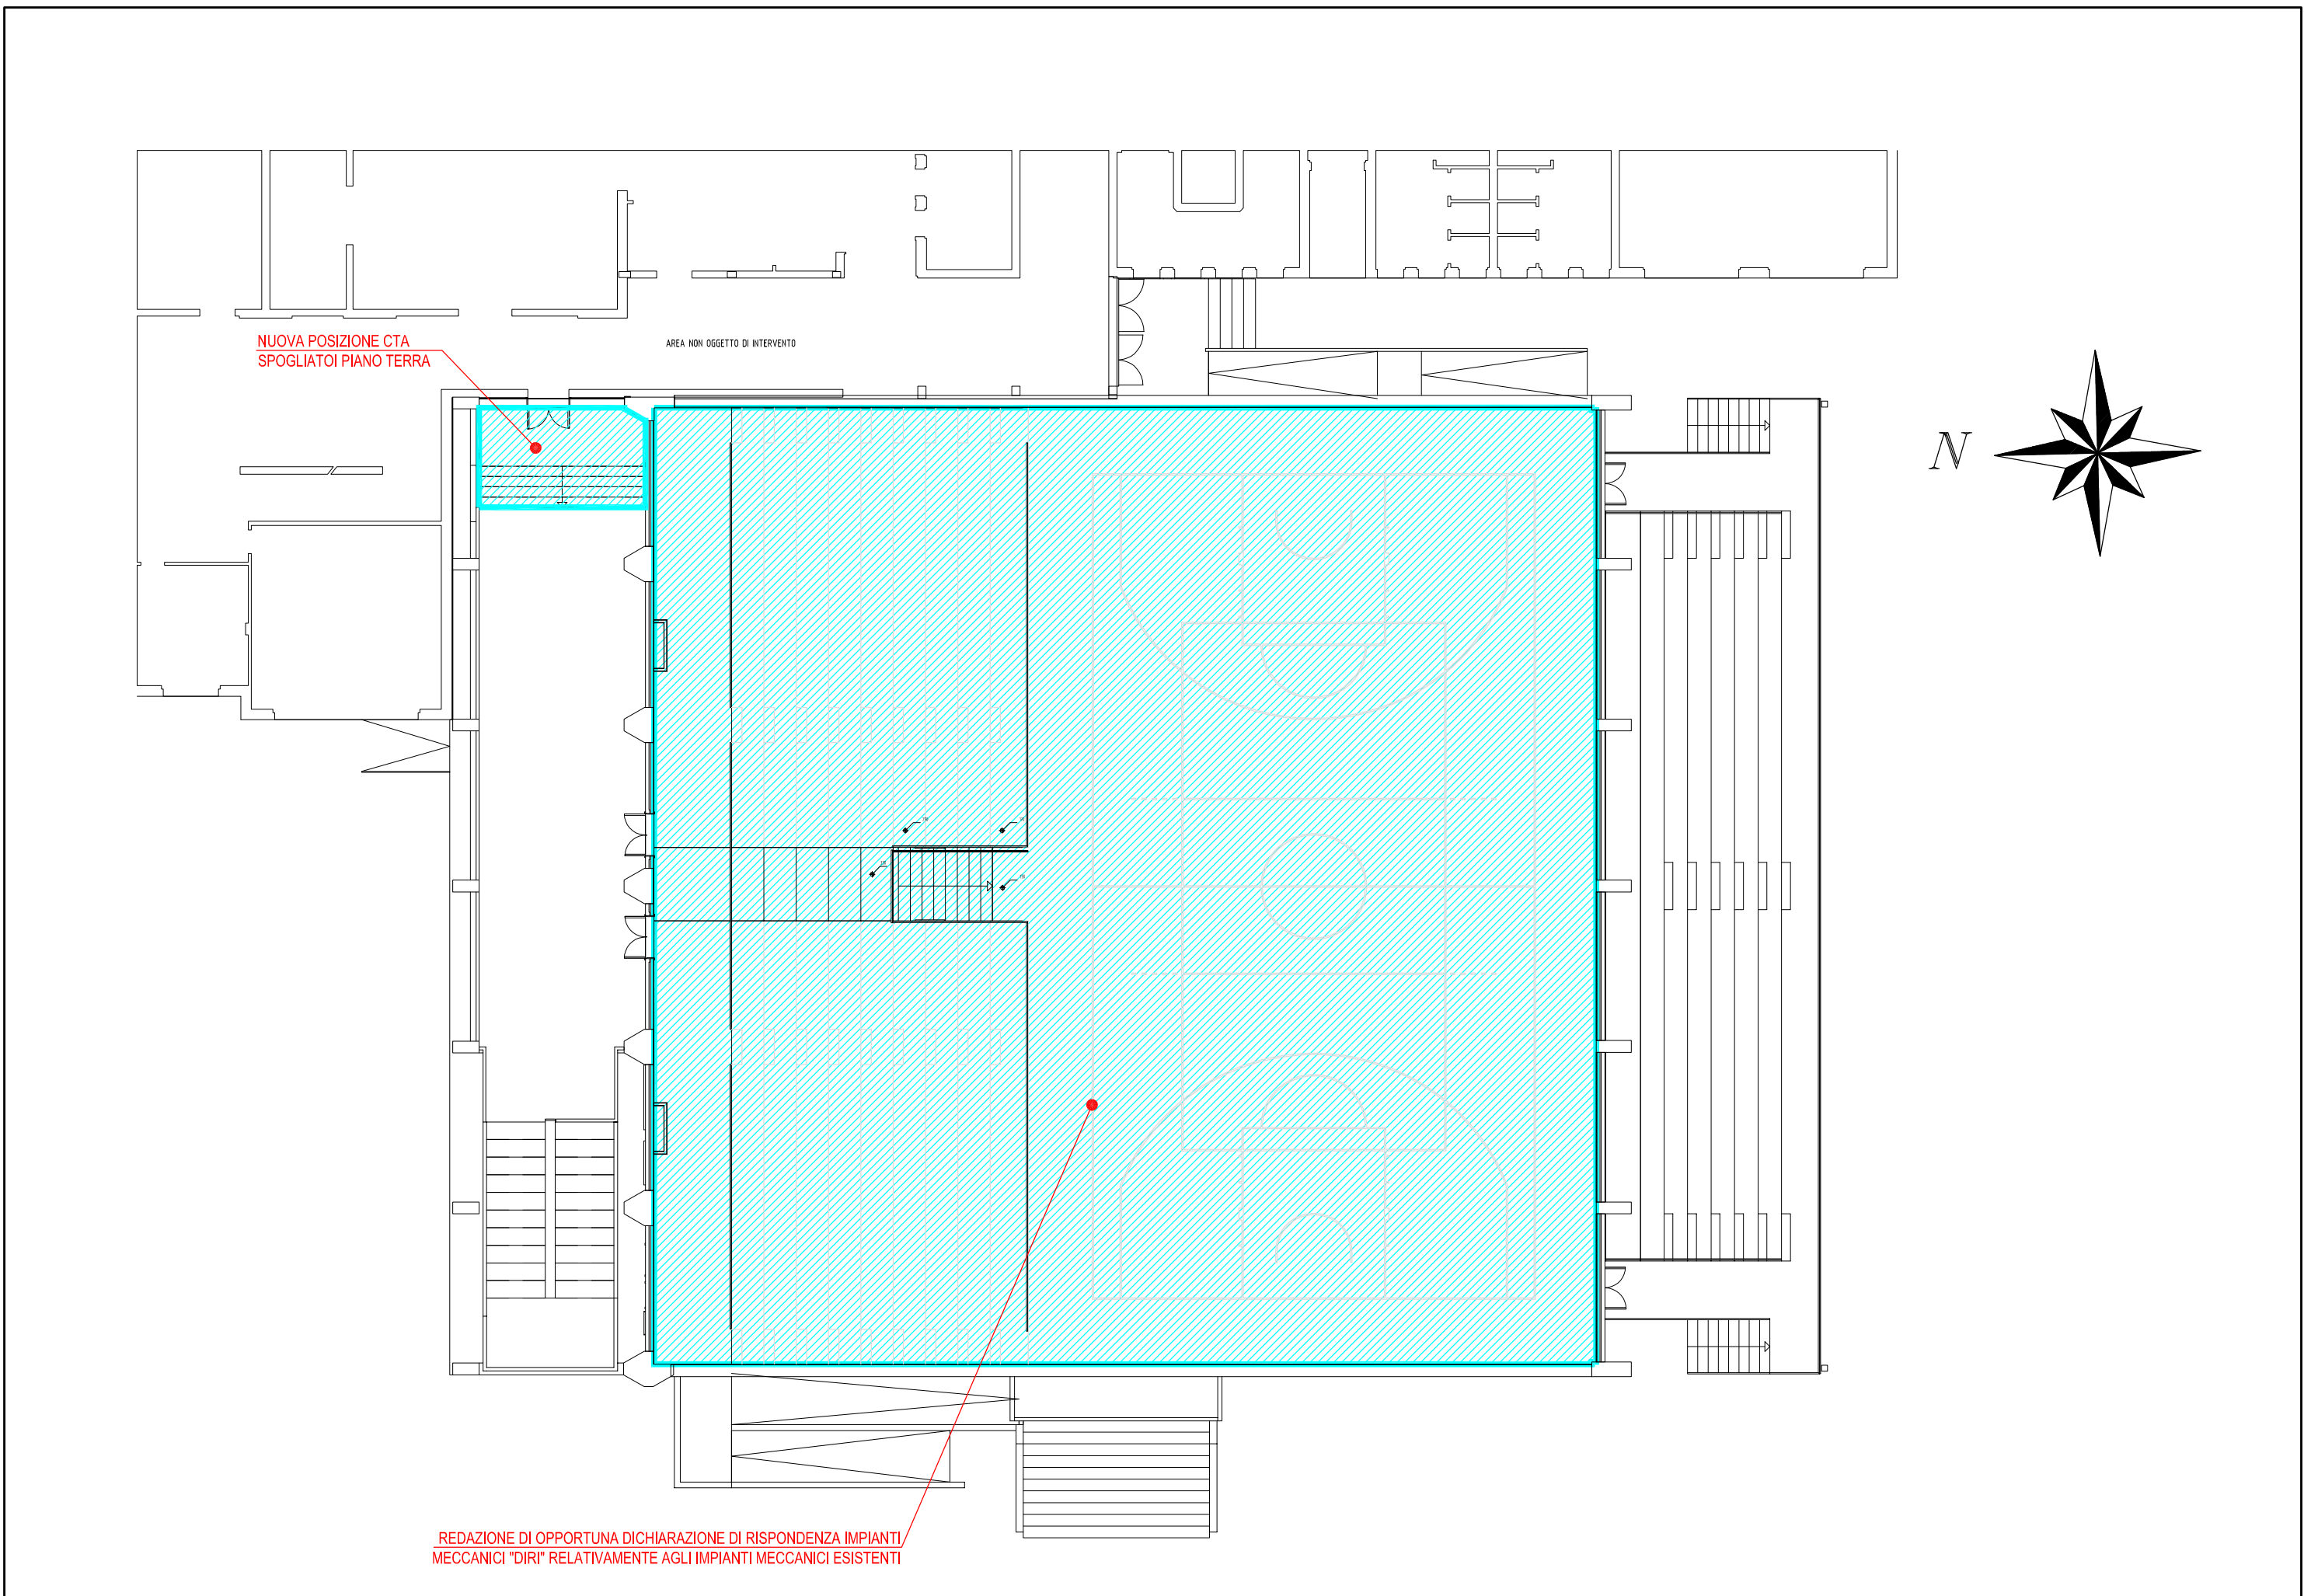 NUOVA POSIZIONE CTA
SPOGLIATOI PIANO TERRA
AREA NON OGGETTO DI INTERVENTO
N
REDAZIONE DI OPPORTUNA DICHIARAZIONE DI RISPONDENZA IMPIANTI
MECCANICI "DIRI" RELATIVAMENTE AGLI IMPIANTI MECCANICI ESISTENTI